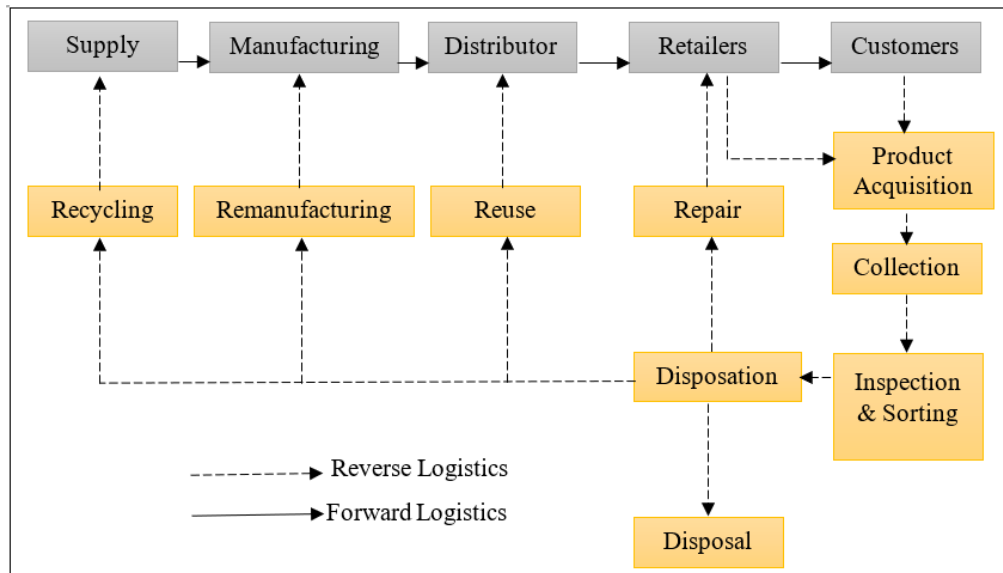 Supply
Manufacturing
Distributor
Retailers
Customers
Product
Acquisition
Recycling
Remanufacturing
Reuse
Repair
Collection
Disposation
Inspection
& Sorting
Reverse Logistics
Forward Logistics
Disposal